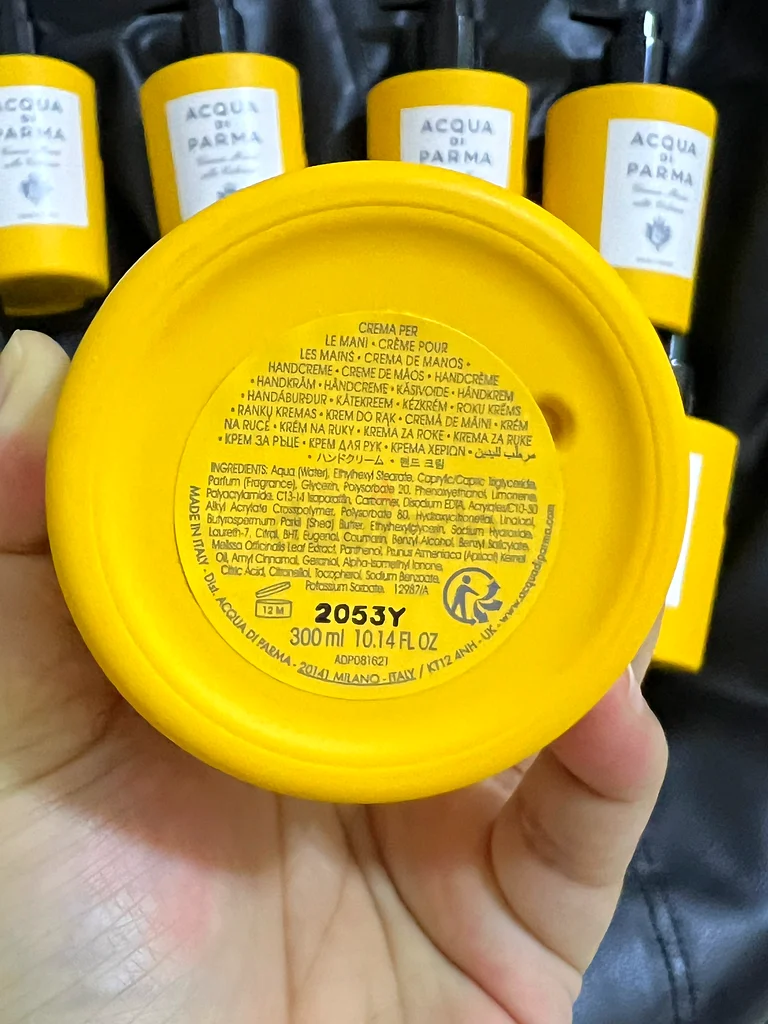 ACQUA
DI
PARMA
ACQUA
DI
PARMA
ACQUA
DI
PARMA
ACQUA
DI
PARMA
CREMA PER
LE MANI • CRÈME POUR
LES MAINS • CREMA DE MANOS •
HANDCREME • CREME DE MÃOS • HANDCRÈME
• HANDKRÄM • HÅNDCREME • KÄSIVOIDE • HÅNDKREM
• HANDÁBURÐUR • KÄTEKREEM • KÉZKRÉM • ROKU KRĒMS
• RANKŲ KREMAS • KREM DO RĄK • CREMĂ DE MÂINI • KRÉM
NA RUCE • KRÉM NA RUKY • KREMA ZA ROKE • KREMA ZA RUKE
• КРЕМ ЗА РЪЦЕ • КРЕМ ДЛЯ РУК • ΚΡΕΜΑ ΧΕΡΙΩΝ • مرطب لليدين
• ハンドクリーム • 핸드 크림
INGREDIENTS: Aqua (Water), Ethylhexyl Stearate, Caprylic/Capric Triglyceride,
Parfum (Fragrance), Glycerin, Polysorbate 20, Phenoxyethanol, Limonene,
Polyacrylamide, C13-14 Isoparaffin, Carbomer, Disodium EDTA, Acrylates/C10-30
Alkyl Acrylate Crosspolymer, Polysorbate 80, Hydroxycitronellal, Linalool,
Butyrospermum Parkii (Shea) Butter, Ethylhexylglycerin, Sodium Hydroxide,
Laureth-7, Citral, BHT, Eugenol, Coumarin, Benzyl Alcohol, Benzyl Salicylate,
Melissa Officinalis Leaf Extract, Panthenol, Prunus Armeniaca (Apricot) Kernel
Oil, Amyl Cinnamal, Geraniol, Alpha-Isomethyl Ionone,
Citric Acid, Citronellol, Tocopherol, Sodium Benzoate,
Potassium Sorbate. 12987/A
12 M
2053Y
300 ml 10.14 FL OZ
ADP081621
MADE IN ITALY - Dist. ACQUA DI PARMA - 20141 MILANO - ITALY / KT12 4NH - UK - www.acquadiparma.com